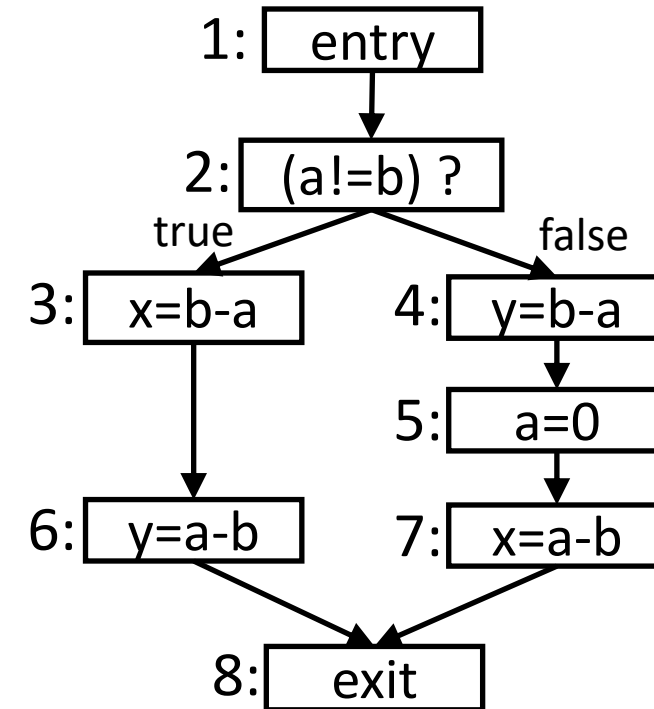 1: entry
2: (a!=b) ?
true false
3: x=b-a
4: y=b-a
5: a=0
6: y=a-b
7: x=a-b
8: exit